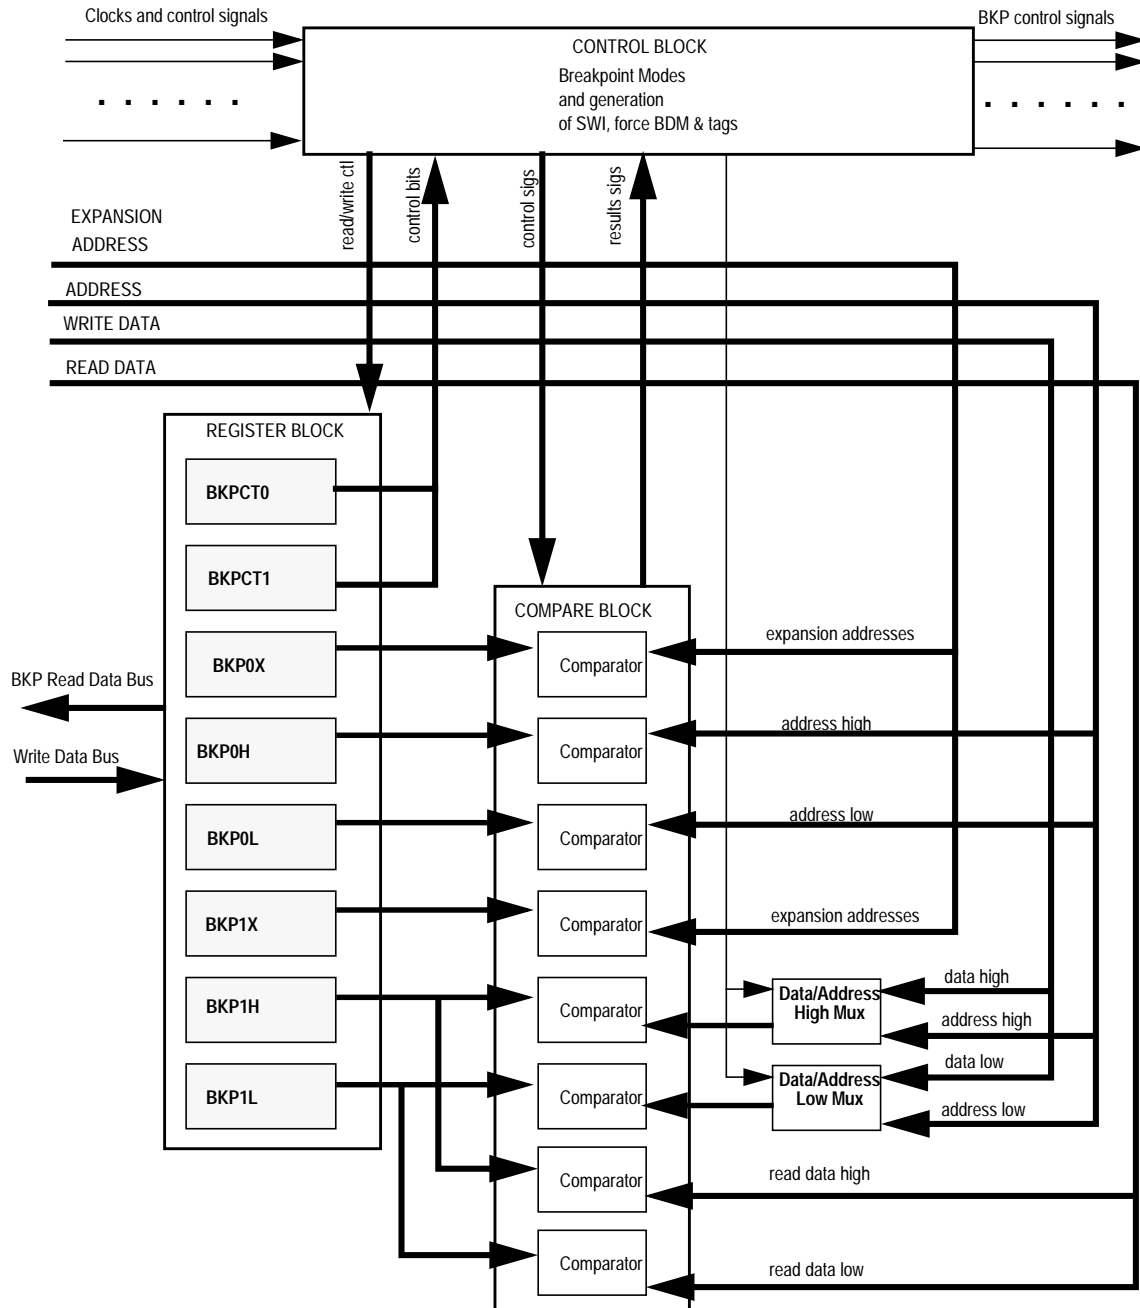 Clocks and control signals
BKP control signals
CONTROL BLOCK
Breakpoint Modes
and generation
of SWI, force BDM & tags
read/write ctl
control bits
control sigs
results sigs
EXPANSION
ADDRESS
ADDRESS
WRITE DATA
READ DATA
REGISTER BLOCK
BKPCT0
BKPCT1
COMPARE BLOCK
BKP0X
Comparator
expansion addresses
BKP Read Data Bus
BKP0H
Comparator
address high
Write Data Bus
BKP0L
Comparator
address low
BKP1X
Comparator
expansion addresses
BKP1H
Comparator
Data/Address
High Mux
data high
address high
BKP1L
Comparator
Data/Address
Low Mux
data low
address low
Comparator
read data high
Comparator
read data low